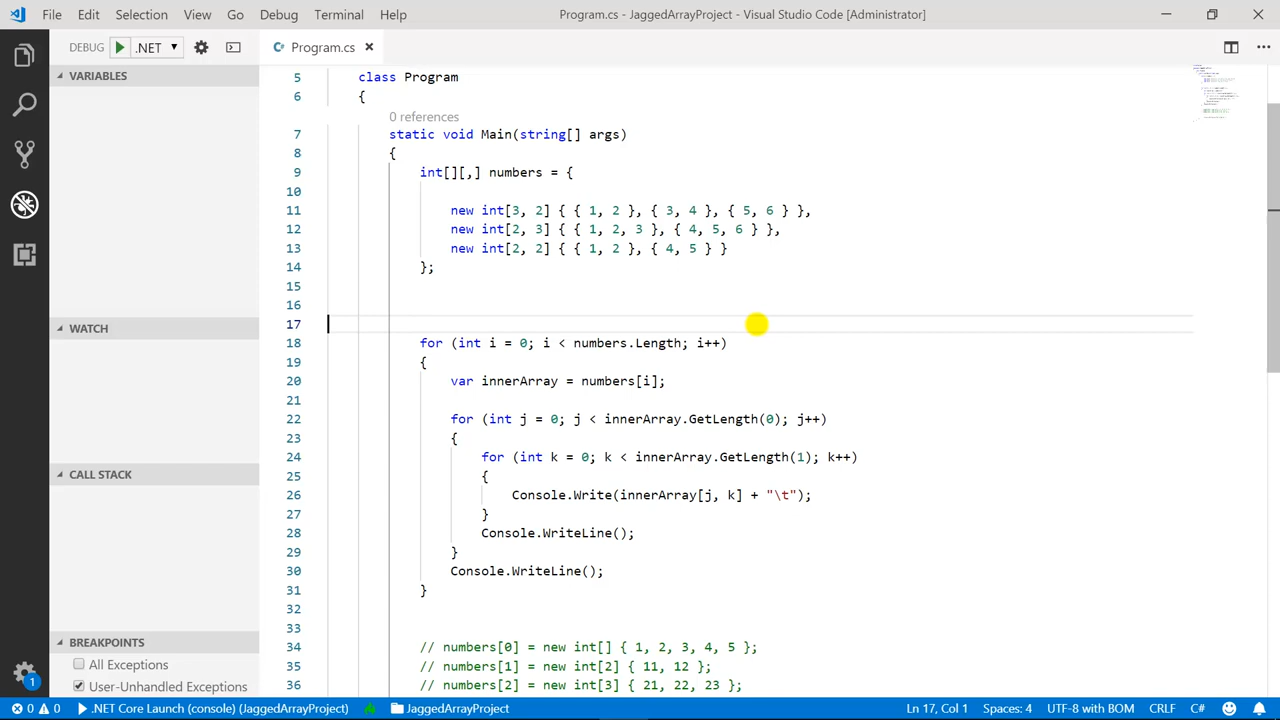 File Edit Selection View Go Debug Terminal Help Program.cs - JaggedArrayProject - Visual Studio Code [Administrator]
DEBUG .NET Program.cs
VARIABLES
WATCH
CALL STACK
BREAKPOINTS
All Exceptions
User-Unhandled Exceptions
5 class Program
6 {
0 references
7 static void Main(string[] args)
8 {
9 int[][,] numbers = {
10
11 new int[3, 2] { { 1, 2 }, { 3, 4 }, { 5, 6 } },
12 new int[2, 3] { { 1, 2, 3 }, { 4, 5, 6 } },
13 new int[2, 2] { { 1, 2 }, { 4, 5 } }
14 };
15
16
17
18 for (int i = 0; i < numbers.Length; i++)
19 {
20 var innerArray = numbers[i];
21
22 for (int j = 0; j < innerArray.GetLength(0); j++)
23 {
24 for (int k = 0; k < innerArray.GetLength(1); k++)
25 {
26 Console.Write(innerArray[j, k] + "\t");
27 }
28 Console.WriteLine();
29 }
30 Console.WriteLine();
31 }
32
33
34 // numbers[0] = new int[] { 1, 2, 3, 4, 5 };
35 // numbers[1] = new int[2] { 11, 12 };
36 // numbers[2] = new int[3] { 21, 22, 23 };
1
0 0 .NET Core Launch (console) (JaggedArrayProject) JaggedArrayProject Ln 17, Col 1 Spaces: 4 UTF-8 with BOM CRLF C#